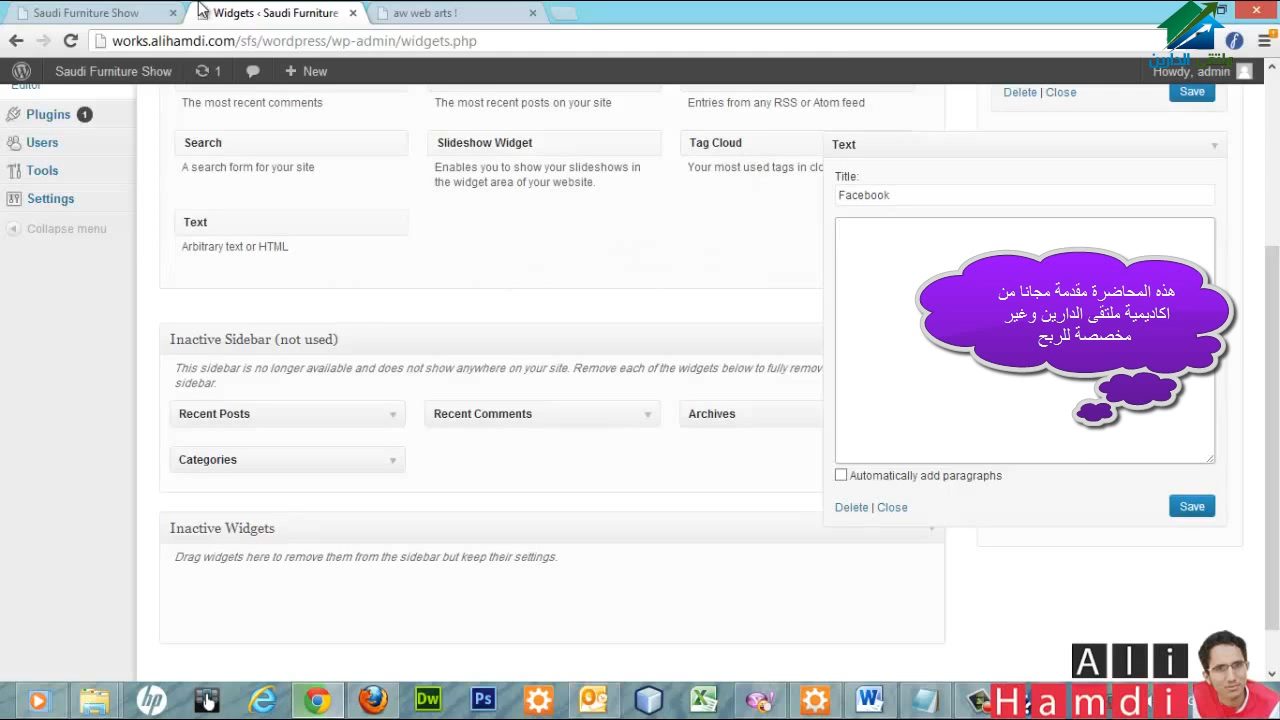 Saudi Furniture Show
Widgets ‹ Saudi Furniture
aw web arts !
works.alihamdi.com/sfs/wordpress/wp-admin/widgets.php
ملتقى الدارين
Saudi Furniture Show
1
New
Howdy, admin
Editor
Plugins 1
Users
Tools
Settings
Collapse menu
The most recent comments
The most recent posts on your site
Entries from any RSS or Atom feed
Delete | Close
Save
Search
A search form for your site
Slideshow Widget
Enables you to show your slideshows in
the widget area of your website.
Tag Cloud
Your most used tags in clo
Text
Arbitrary text or HTML
Text
Title:
Facebook
هذه المحاضرة مقدمة مجانا من
اكاديمية ملتقى الدارين وغير
مخصصة للربح
Automatically add paragraphs
Delete | Close
Save
Inactive Sidebar (not used)
This sidebar is no longer available and does not show anywhere on your site. Remove each of the widgets below to fully remov
sidebar.
Recent Posts
Recent Comments
Archives
Categories
Inactive Widgets
Drag widgets here to remove them from the sidebar but keep their settings.
Ali
Hamdi
hp
Dw
Ps